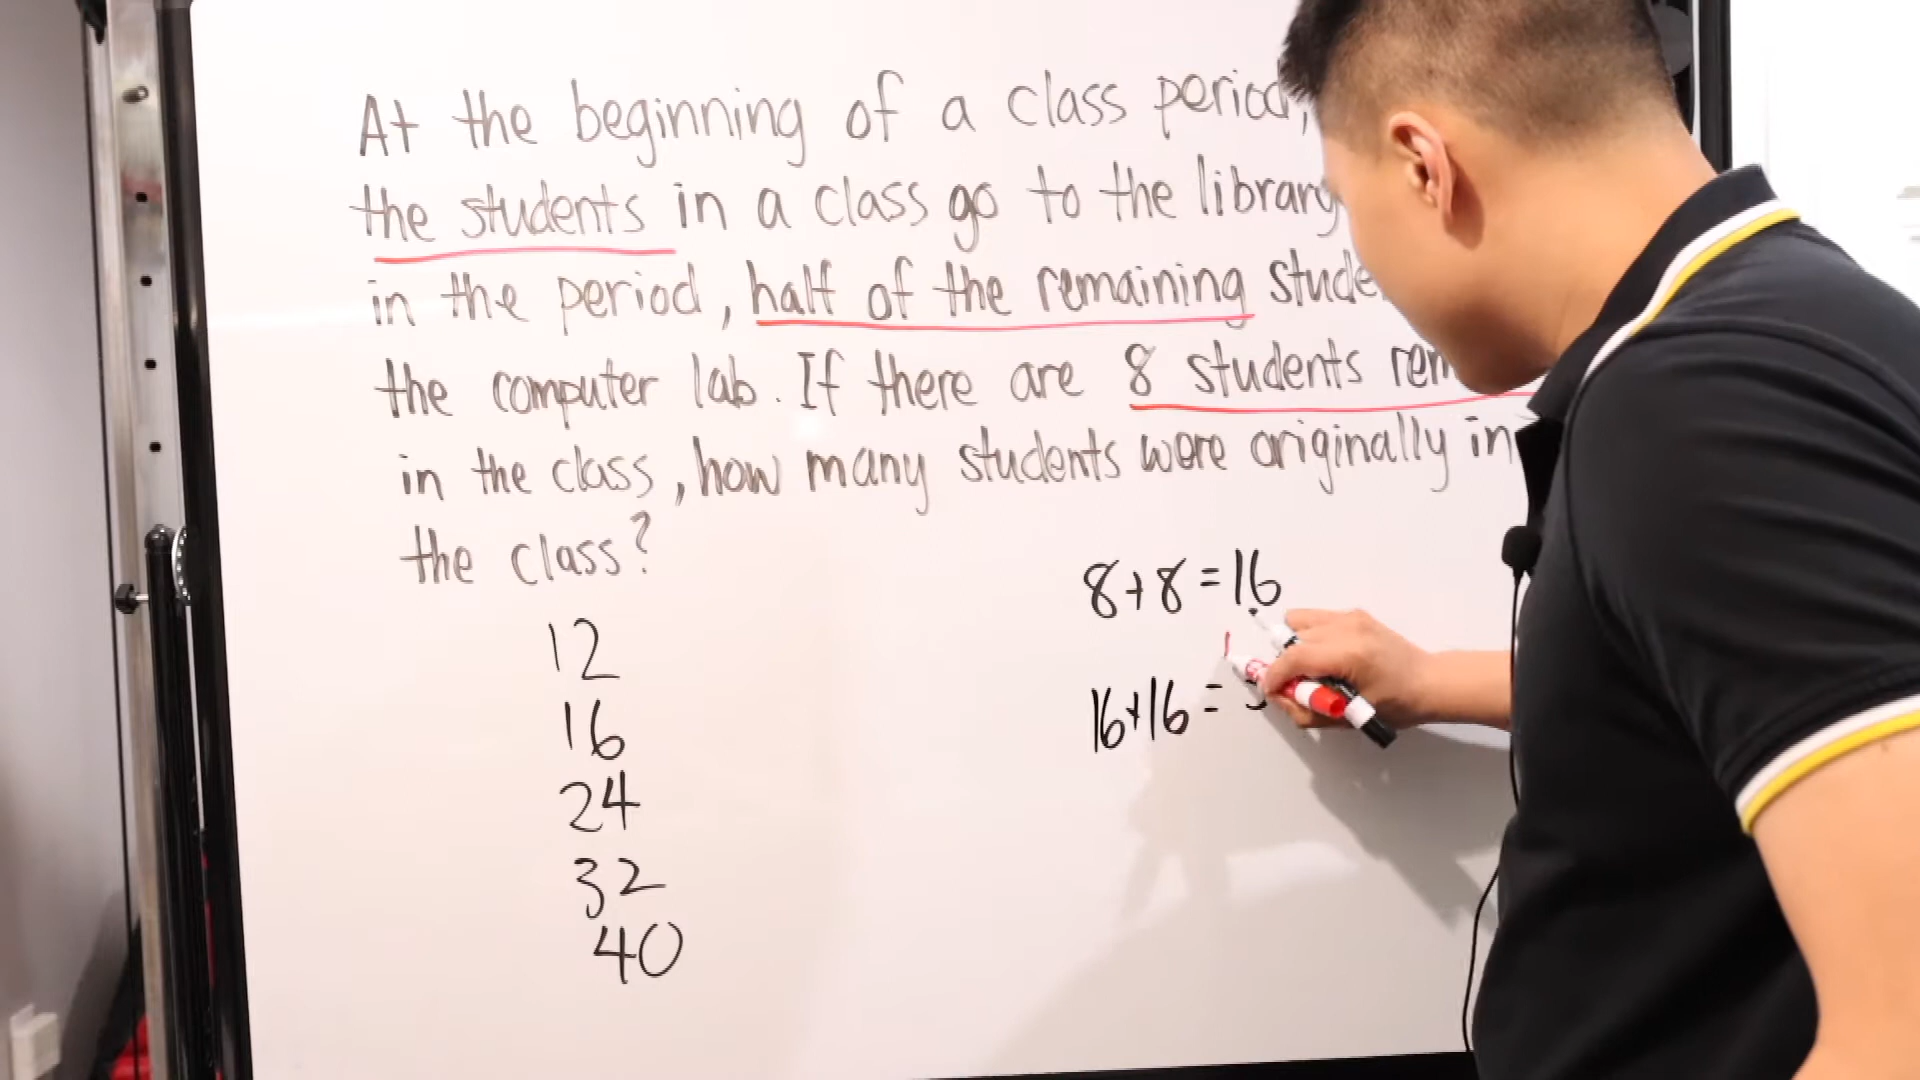 At the beginning of a class period,
the students in a class go to the library
in the period, half of the remaining
the computer lab. If there are 8 students
in the class, how many students were originally in
the class?
8+8=16
16+16=
12
16
24
32
40